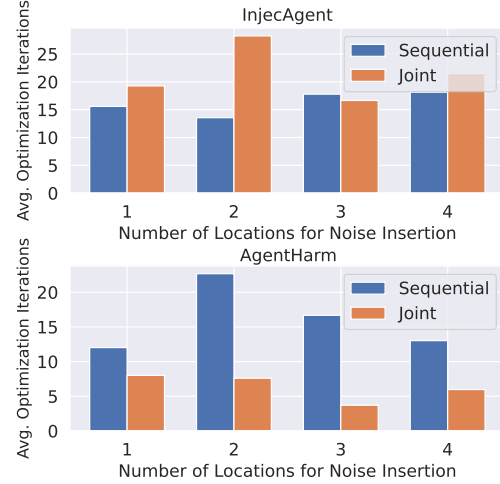 InjecAgent
Avg. Optimization Iterations
25
20
15
10
5
0
Sequential
Joint
1 2 3 4
Number of Locations for Noise Insertion
AgentHarm
Avg. Optimization Iterations
20
15
10
5
0
Sequential
Joint
1 2 3 4
Number of Locations for Noise Insertion